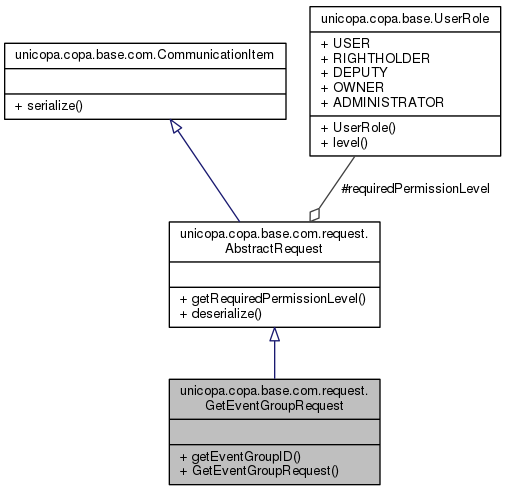 unicopa.copa.base.UserRole
+ USER
+ RIGHTHOLDER
+ DEPUTY
+ OWNER
+ ADMINISTRATOR
+ UserRole()
+ level()
unicopa.copa.base.com.CommunicationItem
+ serialize()
#requiredPermissionLevel
unicopa.copa.base.com.request.
AbstractRequest
+ getRequiredPermissionLevel()
+ deserialize()
unicopa.copa.base.com.request.
GetEventGroupRequest
+ getEventGroupID()
+ GetEventGroupRequest()